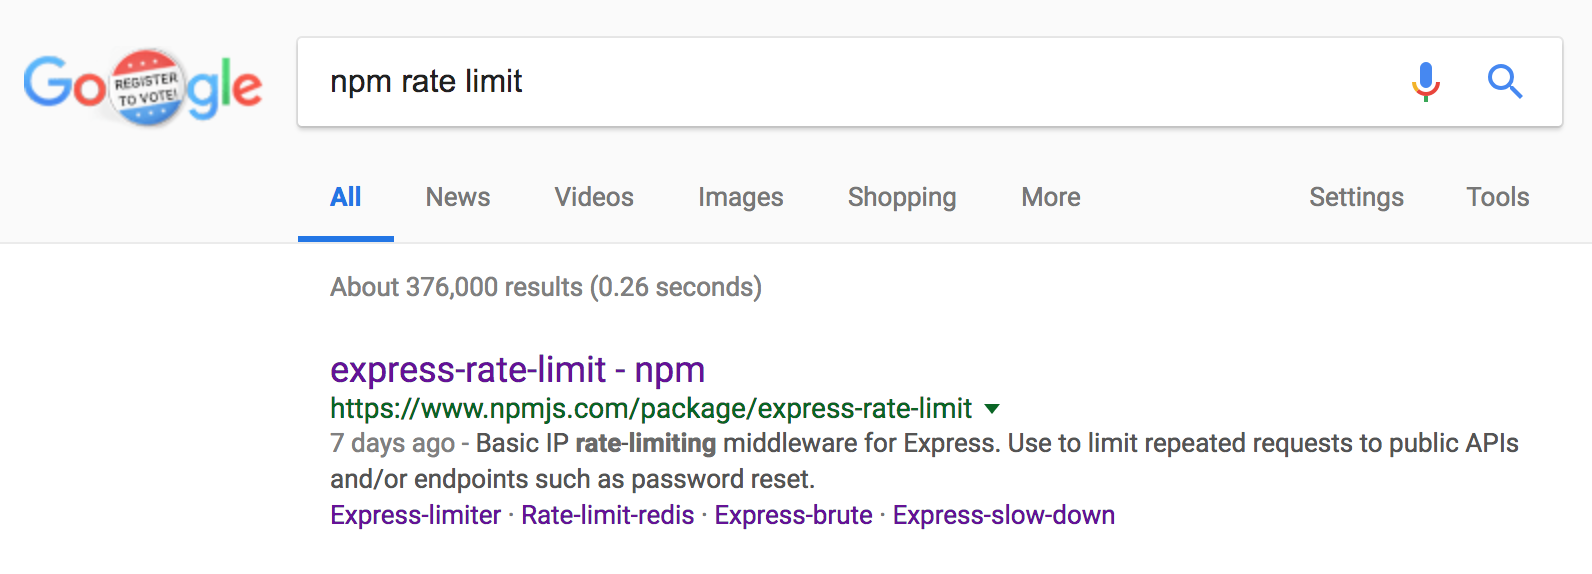 Google
REGISTER
TO VOTE!
npm rate limit
All News Videos Images Shopping More Settings Tools
About 376,000 results (0.26 seconds)
express-rate-limit - npm
https://www.npmjs.com/package/express-rate-limit
7 days ago - Basic IP rate-limiting middleware for Express. Use to limit repeated requests to public APIs
and/or endpoints such as password reset.
Express-limiter · Rate-limit-redis · Express-brute · Express-slow-down